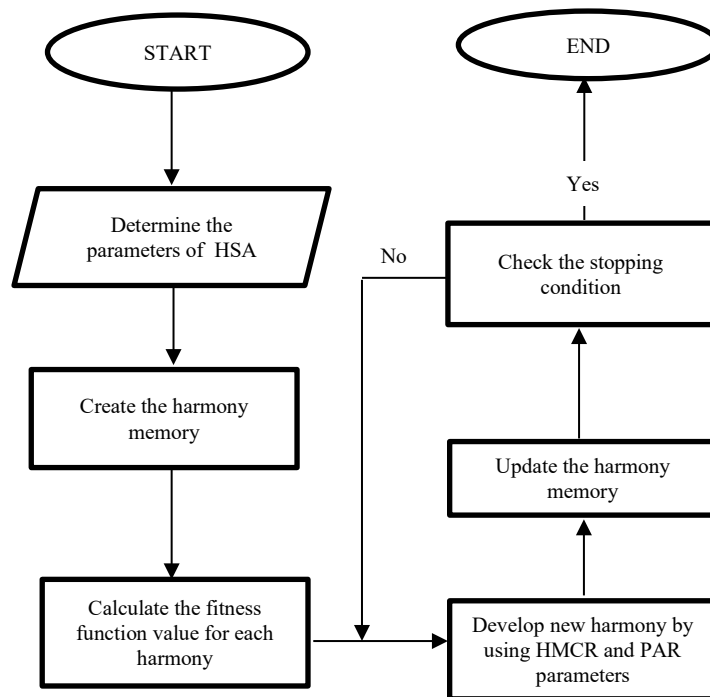 START
Determine the
parameters of HSA
Create the harmony
memory
Calculate the fitness
function value for each
harmony
Develop new harmony by
using HMCR and PAR
parameters
Update the harmony
memory
Check the stopping
condition
No
Yes
END